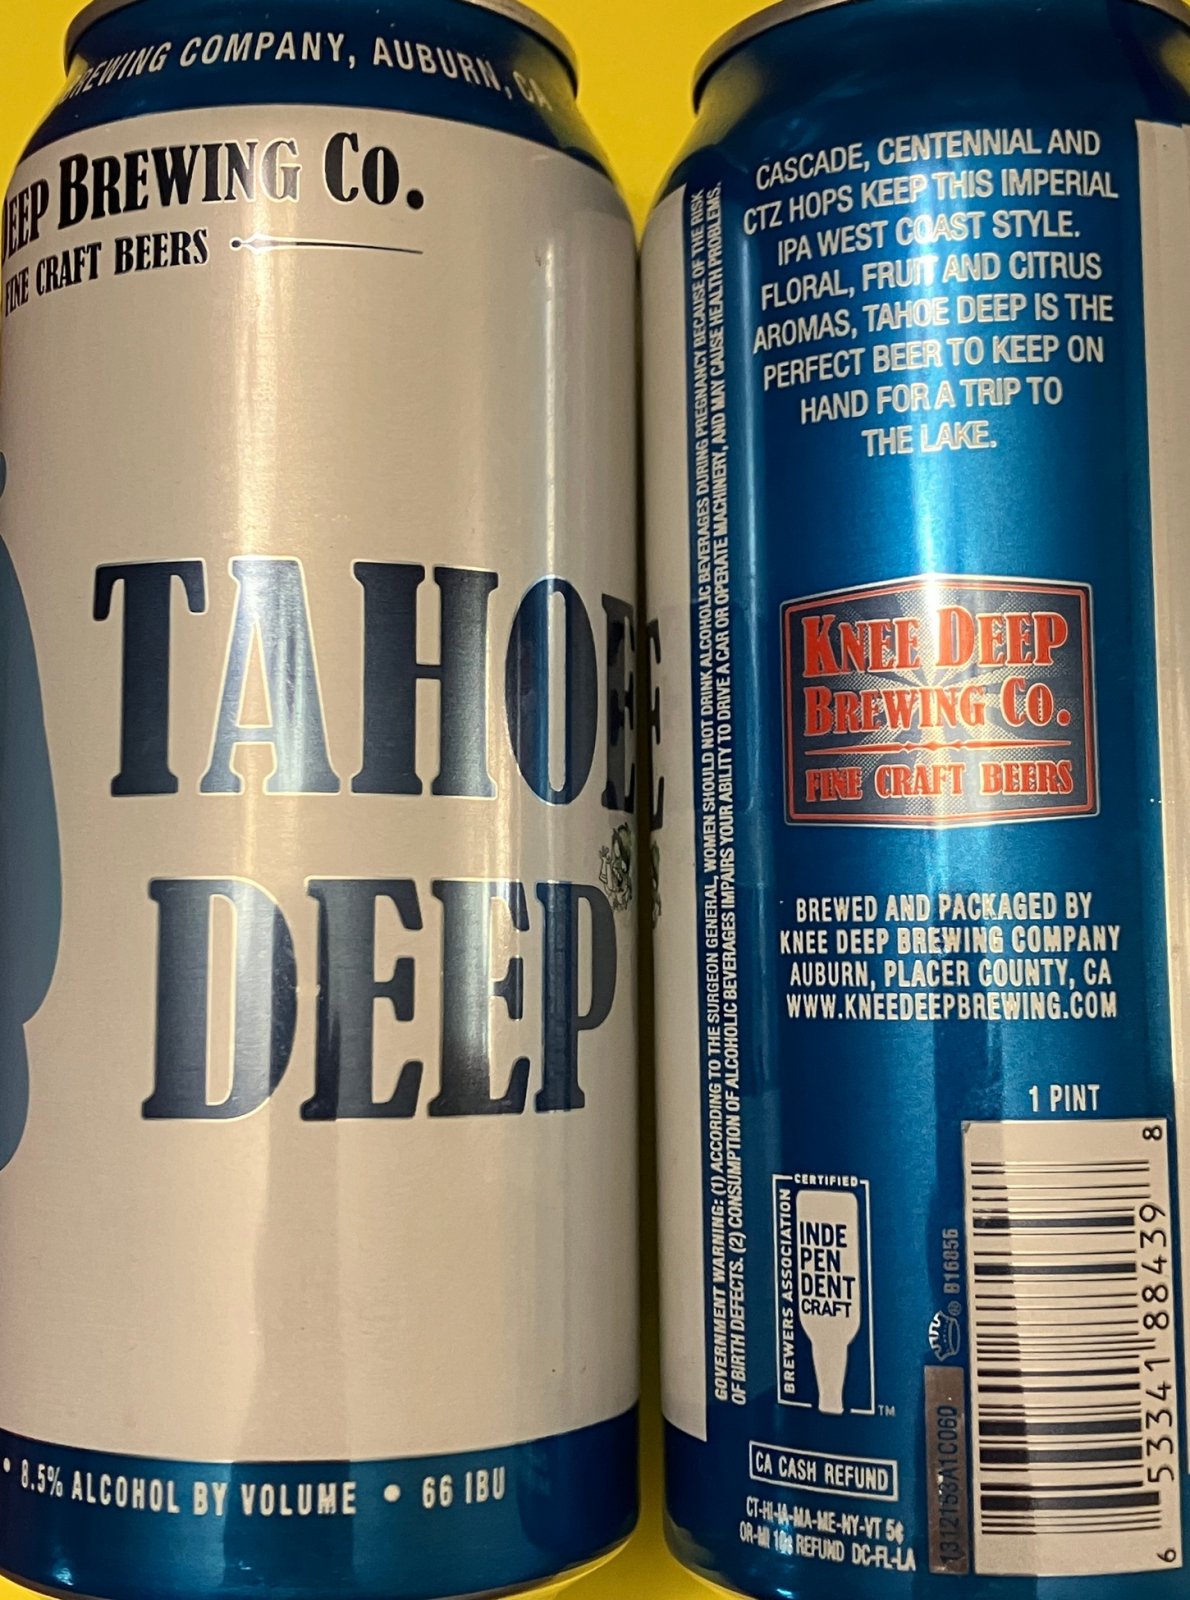 BREWING COMPANY, AUBURN, CA
DEEP BREWING CO.
FINE CRAFT BEERS
TAHOE
DEEP
• 8.5% ALCOHOL BY VOLUME • 66 IBU
CASCADE, CENTENNIAL AND
CTZ HOPS KEEP THIS IMPERIAL
IPA WEST COAST STYLE.
FLORAL, FRUIT AND CITRUS
AROMAS, TAHOE DEEP IS THE
PERFECT BEER TO KEEP ON
HAND FOR A TRIP TO
THE LAKE.
GOVERNMENT WARNING: (1) ACCORDING TO THE SURGEON GENERAL, WOMEN SHOULD NOT DRINK ALCOHOLIC BEVERAGES DURING PREGNANCY BECAUSE OF THE RISK
OF BIRTH DEFECTS. (2) CONSUMPTION OF ALCOHOLIC BEVERAGES IMPAIRS YOUR ABILITY TO DRIVE A CAR OR OPERATE MACHINERY, AND MAY CAUSE HEALTH PROBLEMS.
KNEE DEEP
BREWING CO.
FINE CRAFT BEERS
BREWED AND PACKAGED BY
KNEE DEEP BREWING COMPANY
AUBURN, PLACER COUNTY, CA
WWW.KNEEDEEPBREWING.COM
1 PINT
CERTIFIED
BREWERS ASSOCIATION
INDE
PEN
DENT
CRAFT
TM
CA CASH REFUND
CT-HI-IA-MA-ME-NY-VT 5¢
OR-MI 10¢ REFUND DC-FL-LA
® B16856
6 53341 88439 8